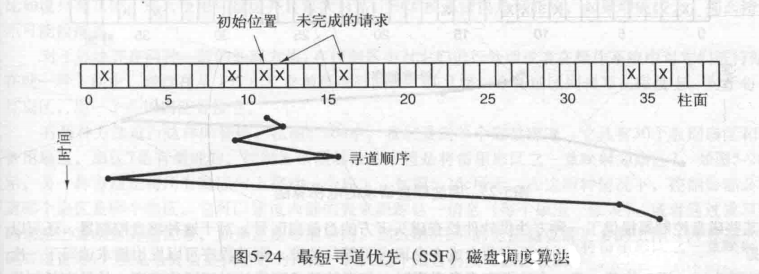 初始位置 未完成的请求
X X X X X X X
0 5 10 15 20 25 30 35 柱面
时间
寻道顺序
图5-24 最短寻道优先（SSF）磁盘调度算法